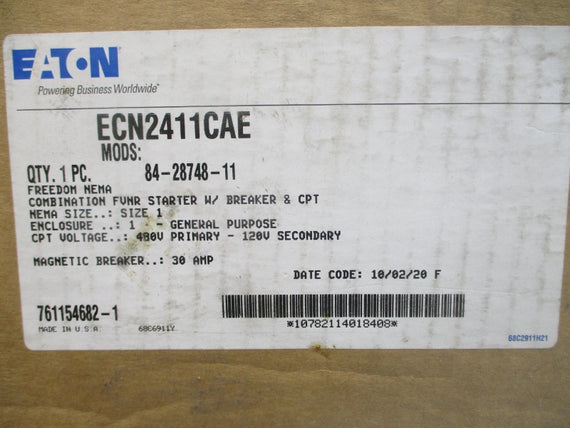 EATON
Powering Business Worldwide™
ECN2411CAE
MODS:
QTY. 1 PC. 84-28748-11
FREEDOM NEMA
COMBINATION FVNR STARTER W/ BREAKER & CPT
NEMA SIZE..: SIZE 1
ENCLOSURE ..: 1 - GENERAL PURPOSE
CPT VOLTAGE..: 480V PRIMARY - 120V SECONDARY
MAGNETIC BREAKER..: 30 AMP
DATE CODE: 10/02/20 F
761154682-1
MADE IN U.S.A 68C6911Y
*10782114018408*
68C2911H21